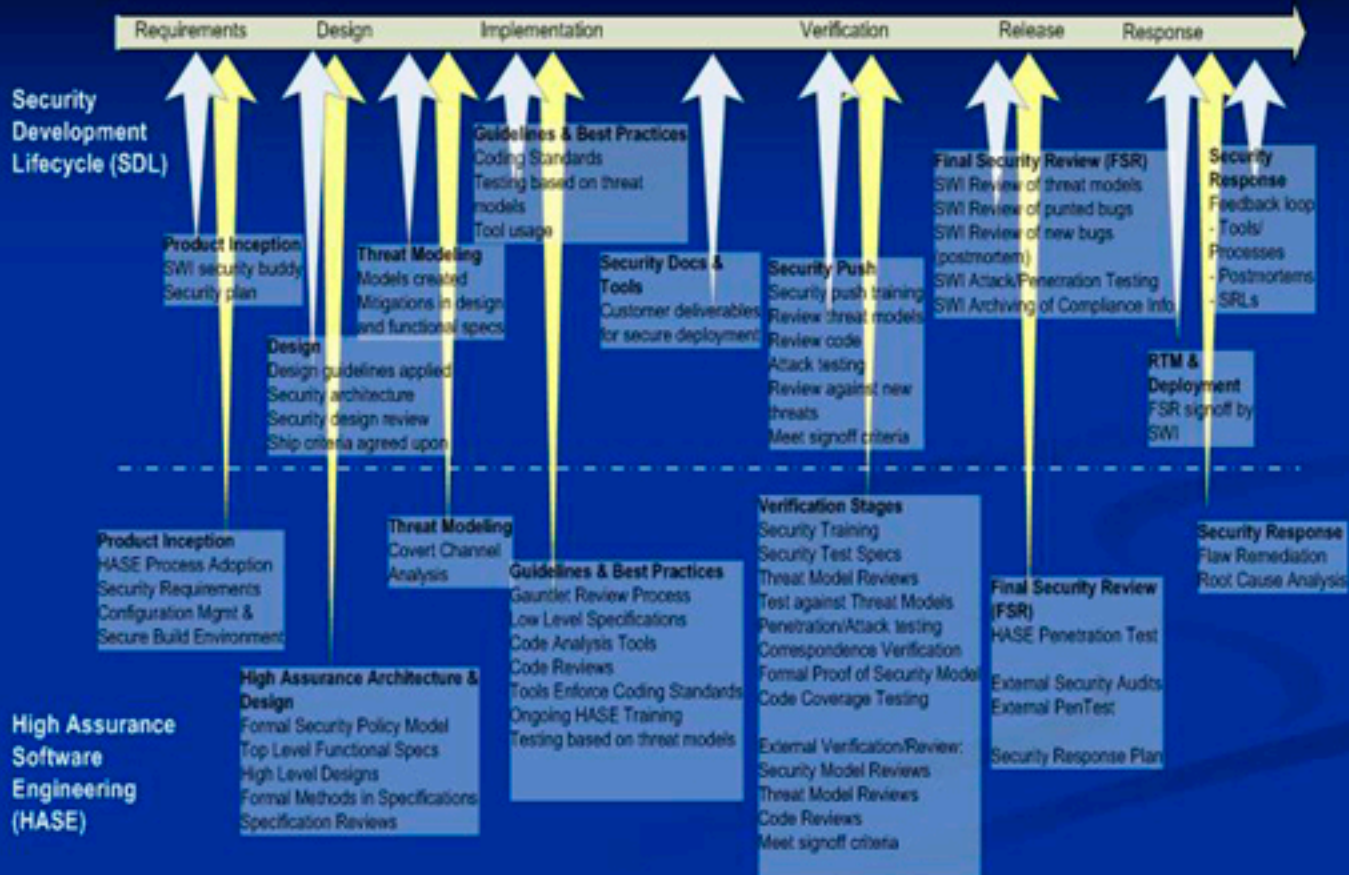 Requirements
Design
Implementation
Verification
Release
Response
Security
Development
Lifecycle (SDL)
Product Inception
SWI security buddy
Security plan
Design
Design guidelines applied
Security architecture
Security design review
Ship criteria agreed upon
Threat Modeling
Models created
Mitigations in design
and functional specs
Guidelines & Best Practices
Coding Standards
Testing based on threat
models
Tool usage
Security Docs &
Tools
Customer deliverables
for secure deployment
Security Push
Security push training
Review threat models
Review code
Attack testing
Review against new
threats
Meet signoff criteria
Final Security Review (FSR)
SWI Review of threat models
SWI Review of punted bugs
SWI Review of new bugs
(postmortem)
SWI Attack/Penetration Testing
SWI Archiving of Compliance Info
RTM &
Deployment
FSR signoff by
SWI
Security
Response
Feedback loop
- Tools/
Processes
- Postmortems
- SRLs
High Assurance
Software
Engineering
(HASE)
Product Inception
HASE Process Adoption
Security Requirements
Configuration Mgmt &
Secure Build Environment
High Assurance Architecture &
Design
Formal Security Policy Model
Top Level Functional Specs
High Level Designs
Formal Methods in Specifications
Specification Reviews
Threat Modeling
Covert Channel
Analysis
Guidelines & Best Practices
Gauntlet Review Process
Low Level Specifications
Code Analysis Tools
Code Reviews
Tools Enforce Coding Standards
Ongoing HASE Training
Testing based on threat models
Verification Stages
Security Training
Security Test Specs
Threat Model Reviews
Test against Threat Models
Penetration/Attack testing
Correspondence Verification
Formal Proof of Security Model
Code Coverage Testing
External Verification/Review:
Security Model Reviews
Threat Model Reviews
Code Reviews
Meet signoff criteria
Final Security Review
(FSR)
HASE Penetration Test
External Security Audits
External PenTest
Security Response Plan
Security Response
Flaw Remediation
Root Cause Analysis